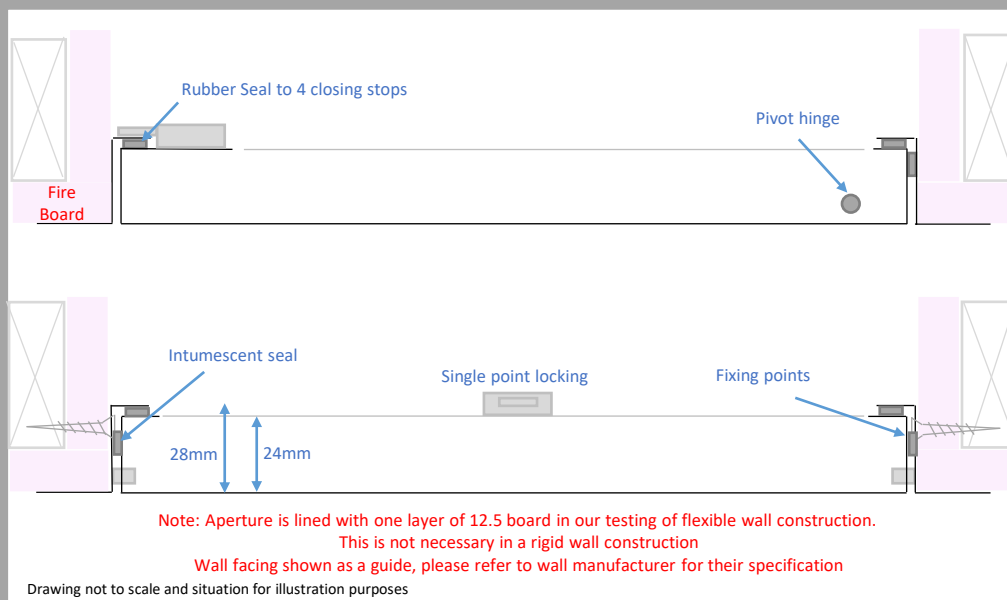 Rubber Seal to 4 closing stops
Pivot hinge
Fire
Board
Intumescent seal
Single point locking
Fixing points
28mm
24mm
Note: Aperture is lined with one layer of 12.5 board in our testing of flexible wall construction.
This is not necessary in a rigid wall construction
Wall facing shown as a guide, please refer to wall manufacturer for their specification
Drawing not to scale and situation for illustration purposes